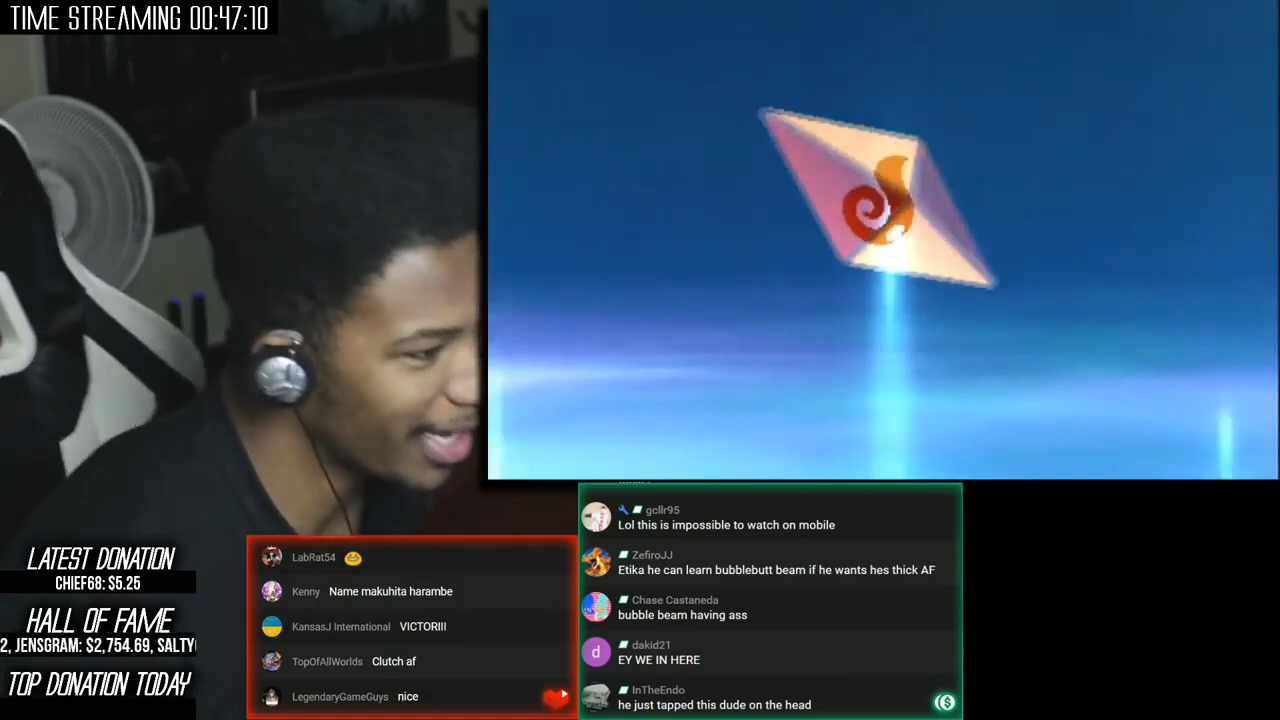 TIME STREAMING 00:47:10
LATEST DONATION
CHIEF68: $5.25
HALL OF FAME
2, JENSGRAM: $2,754.69, SALTY
TOP DONATION TODAY
LabRat54
Kenny Name makuhita harambe
KansasJ International VICTORIII
TopOfAllWorlds Clutch af
LegendaryGameGuys nice
gcllr95
Lol this is impossible to watch on mobile
ZefiroJJ
Etika he can learn bubblebutt beam if he wants hes thick AF
Chase Castaneda
bubble beam having ass
d
dakid21
EY WE IN HERE
InTheEndo
he just tapped this dude on the head